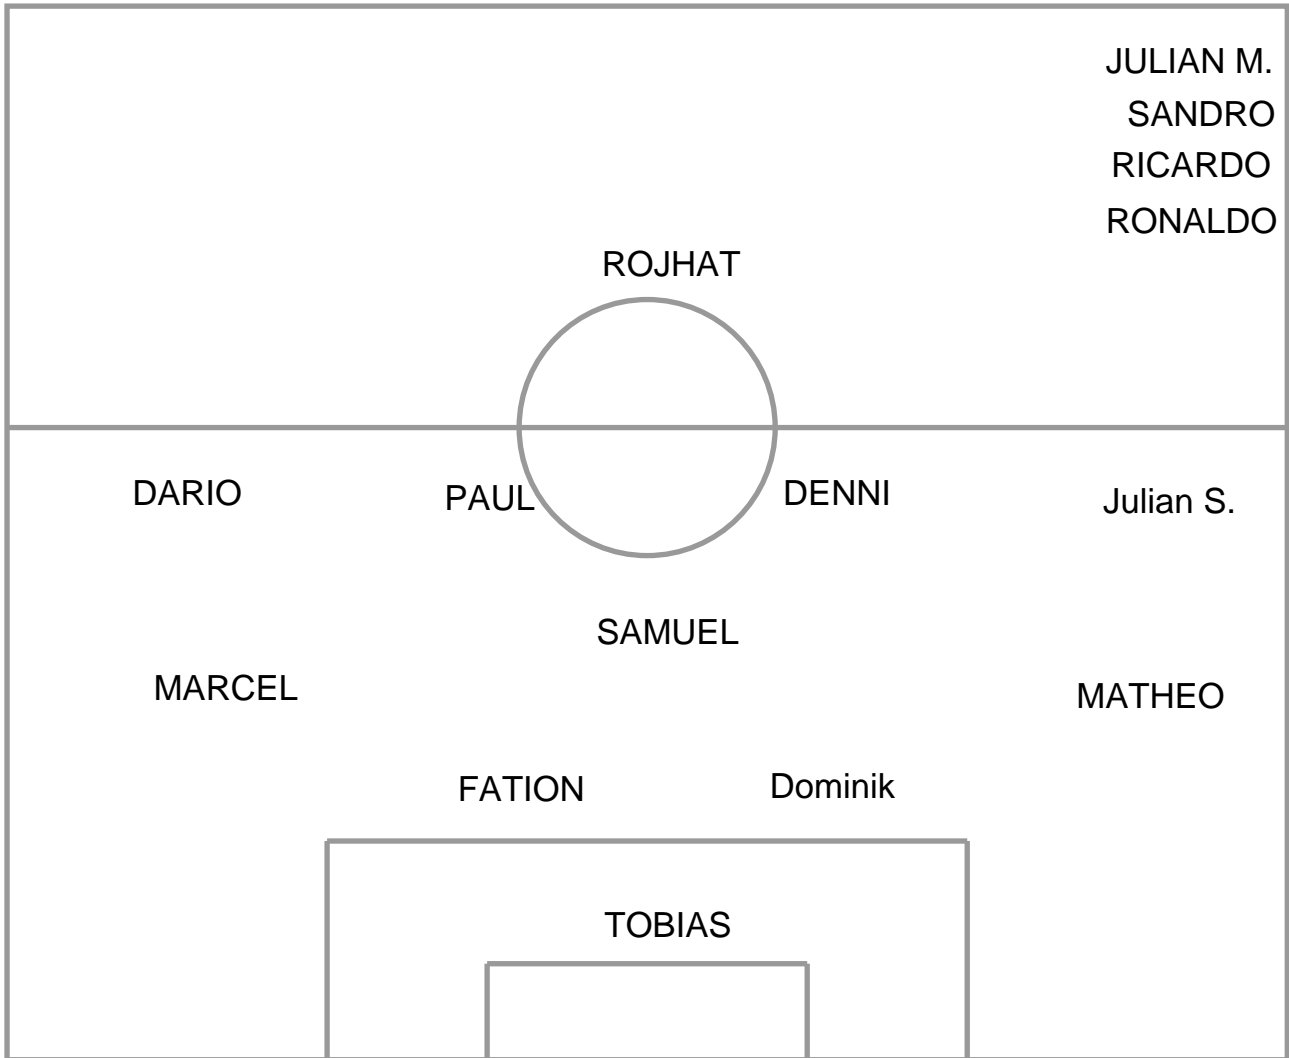 JULIAN M.
SANDRO
RICARDO
RONALDO
ROJHAT
DARIO PAUL DENNI Julian S.
SAMUEL
MARCEL MATHEO
FATION Dominik
TOBIAS